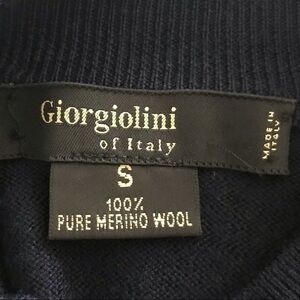 Giorgiolini
of Italy
MADE IN
ITALY
S
100%
PURE MERINO WOOL